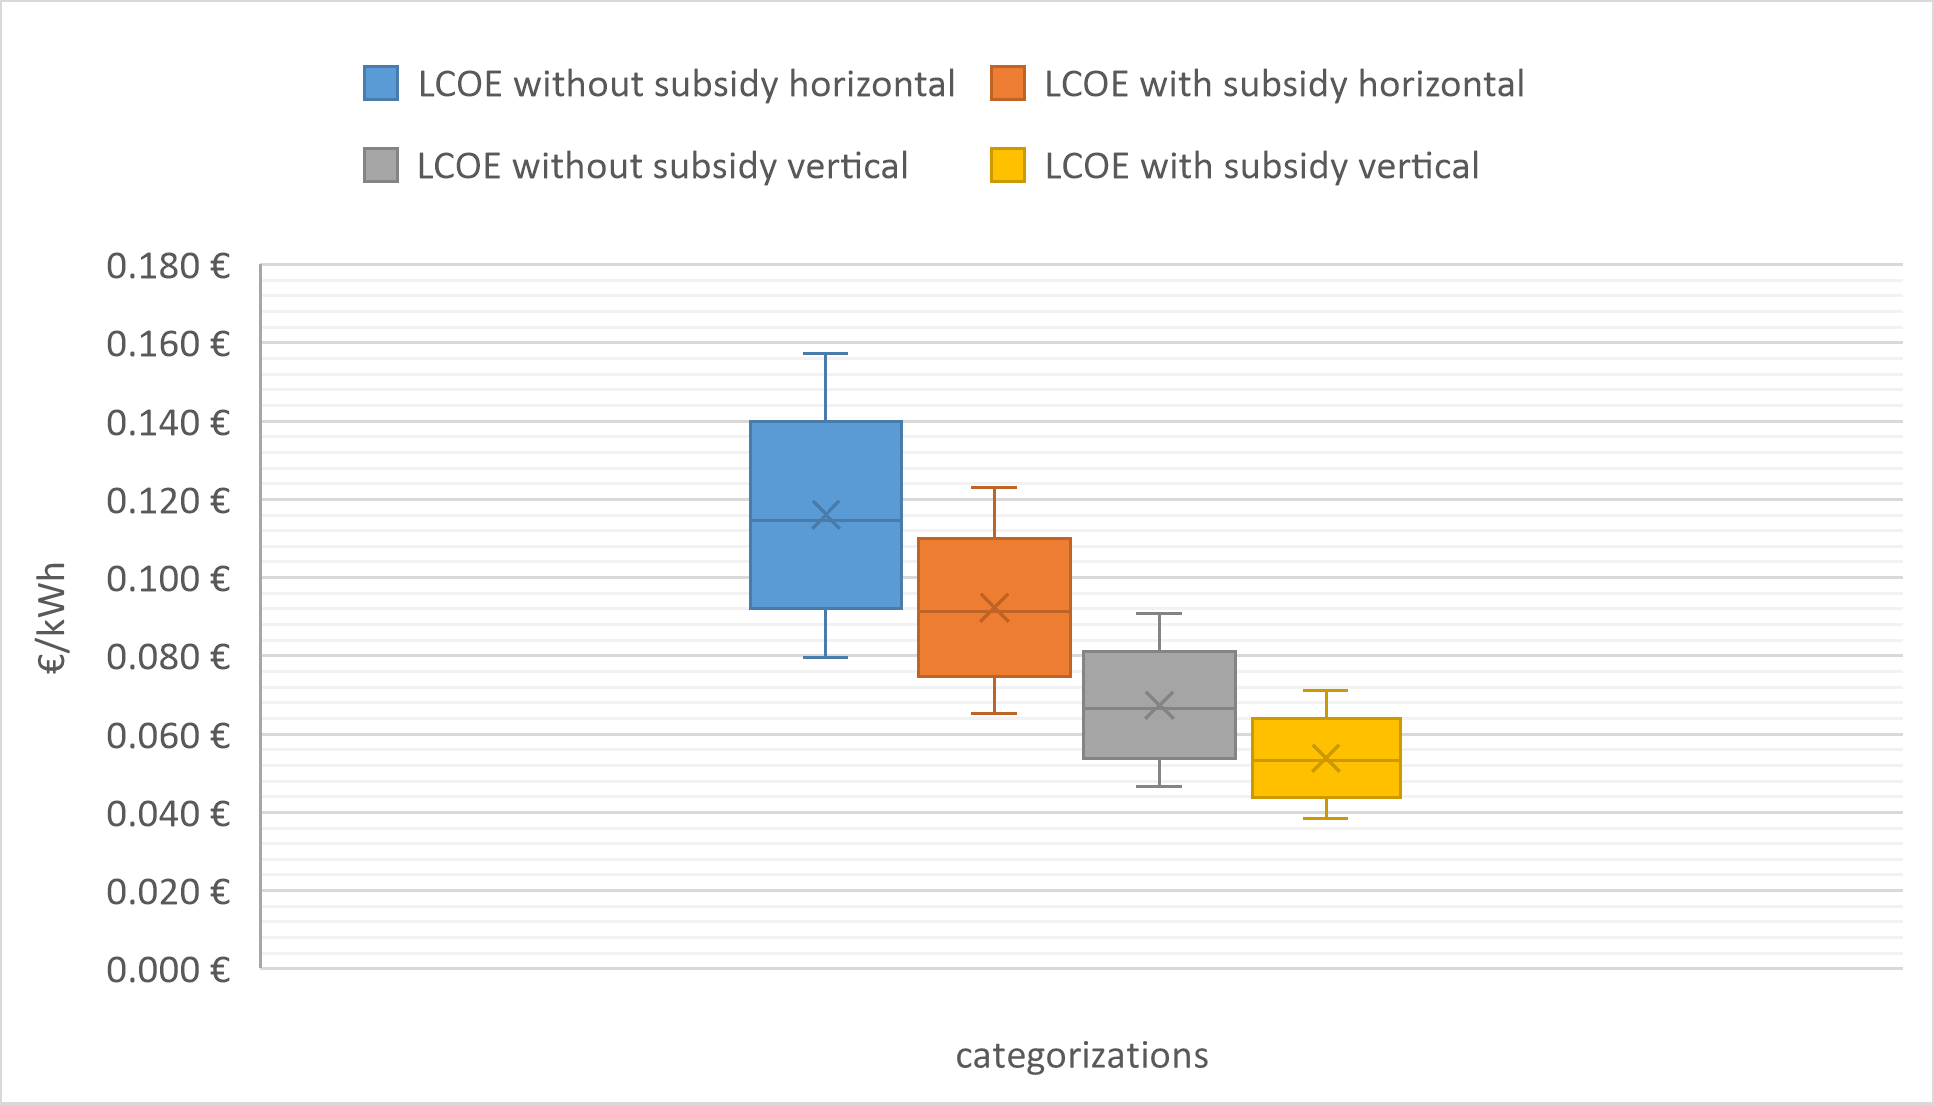 LCOE without subsidy horizontal
LCOE with subsidy horizontal
LCOE without subsidy vertical
LCOE with subsidy vertical
0.180 €
0.160 €
0.140 €
0.120 €
0.100 €
0.080 €
0.060 €
0.040 €
0.020 €
0.000 €
€/kWh
categorizations